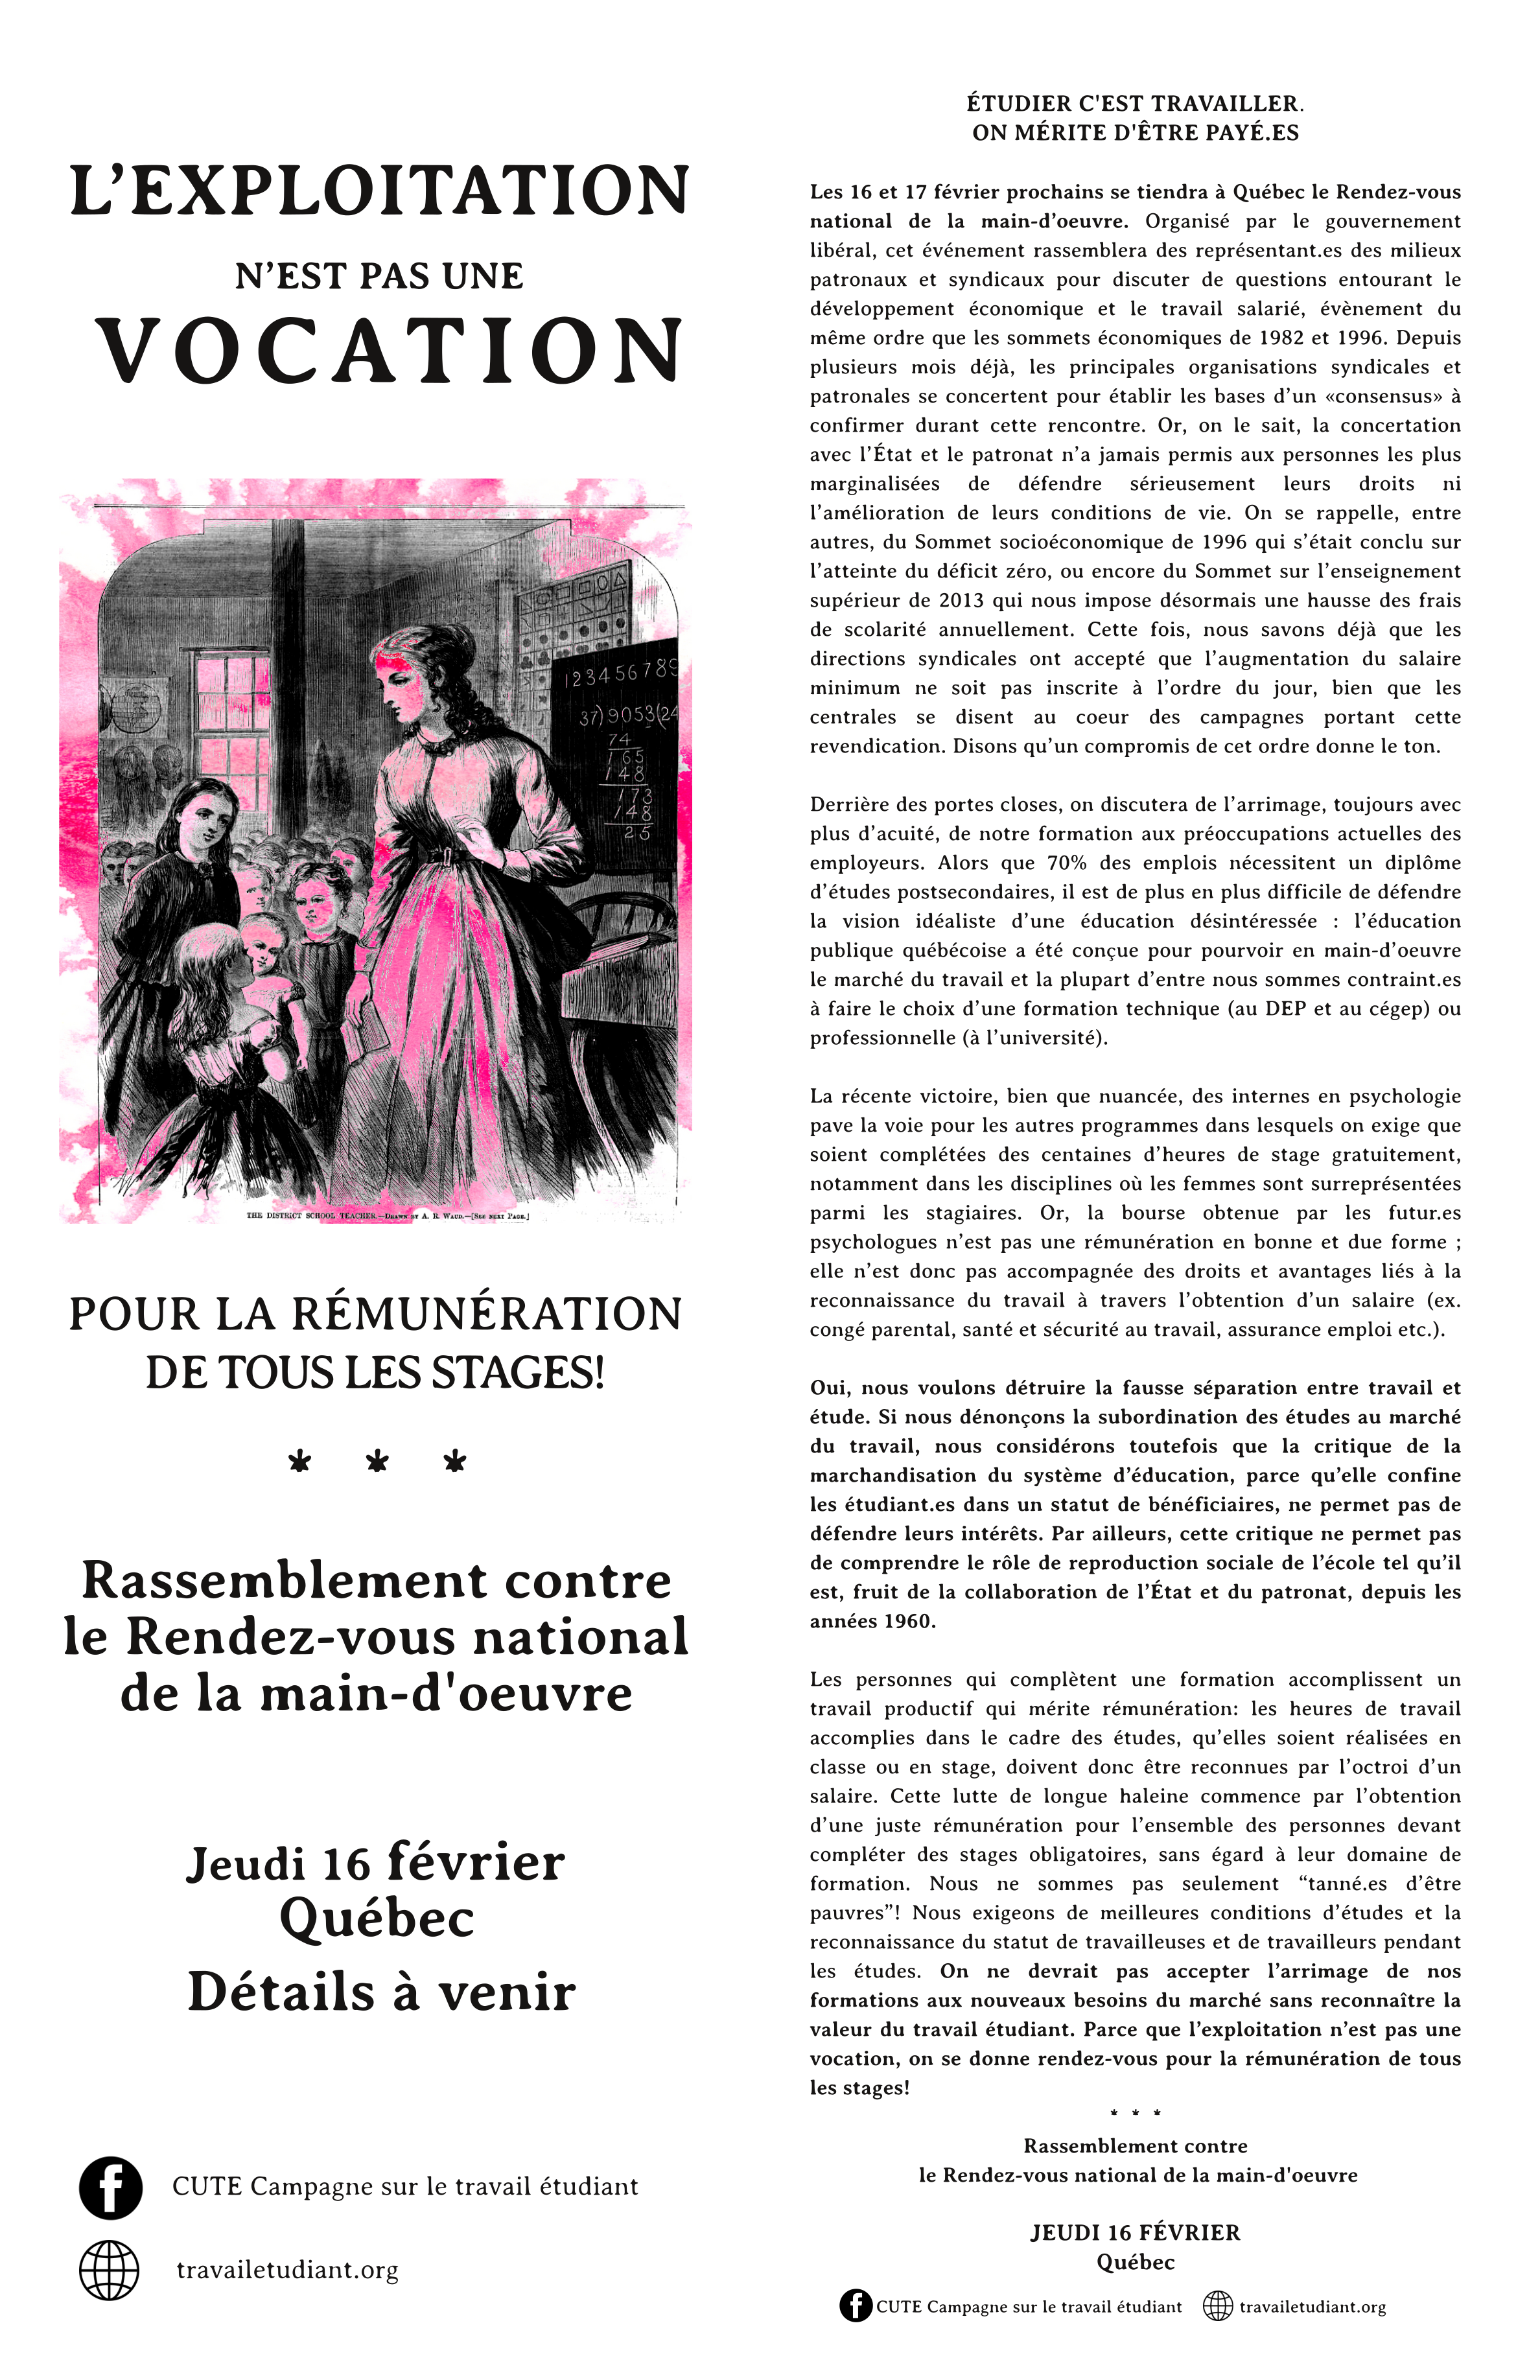 L'EXPLOITATION
N'EST PAS UNE
VOCATION
1 2 3 4 5 6 7 8 9
37)9053(24
74
165
148
173
148
25
THE DISTRICT SCHOOL TEACHER.—Drawn by A. R. Waud.—[See next Page.]
POUR LA RÉMUNÉRATION
DE TOUS LES STAGES!
* * *
Rassemblement contre
le Rendez-vous national
de la main-d'oeuvre
Jeudi 16 février
Québec
Détails à venir
CUTE Campagne sur le travail étudiant
travailetudiant.org
ÉTUDIER C'EST TRAVAILLER.
ON MÉRITE D'ÊTRE PAYÉ.ES
Les 16 et 17 février prochains se tiendra à Québec le Rendez-vous
national de la main-d'oeuvre. Organisé par le gouvernement
libéral, cet événement rassemblera des représentant.es des milieux
patronaux et syndicaux pour discuter de questions entourant le
développement économique et le travail salarié, évènement du
même ordre que les sommets économiques de 1982 et 1996. Depuis
plusieurs mois déjà, les principales organisations syndicales et
patronales se concertent pour établir les bases d'un «consensus» à
confirmer durant cette rencontre. Or, on le sait, la concertation
avec l'État et le patronat n'a jamais permis aux personnes les plus
marginalisées de défendre sérieusement leurs droits ni
l'amélioration de leurs conditions de vie. On se rappelle, entre
autres, du Sommet socioéconomique de 1996 qui s'était conclu sur
l'atteinte du déficit zéro, ou encore du Sommet sur l'enseignement
supérieur de 2013 qui nous impose désormais une hausse des frais
de scolarité annuellement. Cette fois, nous savons déjà que les
directions syndicales ont accepté que l'augmentation du salaire
minimum ne soit pas inscrite à l'ordre du jour, bien que les
centrales se disent au coeur des campagnes portant cette
revendication. Disons qu'un compromis de cet ordre donne le ton.
Derrière des portes closes, on discutera de l'arrimage, toujours avec
plus d'acuité, de notre formation aux préoccupations actuelles des
employeurs. Alors que 70% des emplois nécessitent un diplôme
d'études postsecondaires, il est de plus en plus difficile de défendre
la vision idéaliste d'une éducation désintéressée : l'éducation
publique québécoise a été conçue pour pourvoir en main-d'oeuvre
le marché du travail et la plupart d'entre nous sommes contraint.es
à faire le choix d'une formation technique (au DEP et au cégep) ou
professionnelle (à l'université).
La récente victoire, bien que nuancée, des internes en psychologie
pave la voie pour les autres programmes dans lesquels on exige que
soient complétées des centaines d'heures de stage gratuitement,
notamment dans les disciplines où les femmes sont surreprésentées
parmi les stagiaires. Or, la bourse obtenue par les futur.es
psychologues n'est pas une rémunération en bonne et due forme ;
elle n'est donc pas accompagnée des droits et avantages liés à la
reconnaissance du travail à travers l'obtention d'un salaire (ex.
congé parental, santé et sécurité au travail, assurance emploi etc.).
Oui, nous voulons détruire la fausse séparation entre travail et
étude. Si nous dénonçons la subordination des études au marché
du travail, nous considérons toutefois que la critique de la
marchandisation du système d'éducation, parce qu'elle confine
les étudiant.es dans un statut de bénéficiaires, ne permet pas de
défendre leurs intérêts. Par ailleurs, cette critique ne permet pas
de comprendre le rôle de reproduction sociale de l'école tel qu'il
est, fruit de la collaboration de l'État et du patronat, depuis les
années 1960.
Les personnes qui complètent une formation accomplissent un
travail productif qui mérite rémunération: les heures de travail
accomplies dans le cadre des études, qu'elles soient réalisées en
classe ou en stage, doivent donc être reconnues par l'octroi d'un
salaire. Cette lutte de longue haleine commence par l'obtention
d'une juste rémunération pour l'ensemble des personnes devant
compléter des stages obligatoires, sans égard à leur domaine de
formation. Nous ne sommes pas seulement “tanné.es d'être
pauvres”! Nous exigeons de meilleures conditions d'études et la
reconnaissance du statut de travailleuses et de travailleurs pendant
les études. On ne devrait pas accepter l'arrimage de nos
formations aux nouveaux besoins du marché sans reconnaître la
valeur du travail étudiant. Parce que l'exploitation n'est pas une
vocation, on se donne rendez-vous pour la rémunération de tous
les stages!
* * *
Rassemblement contre
le Rendez-vous national de la main-d'oeuvre
JEUDI 16 FÉVRIER
Québec
CUTE Campagne sur le travail étudiant travailetudiant.org